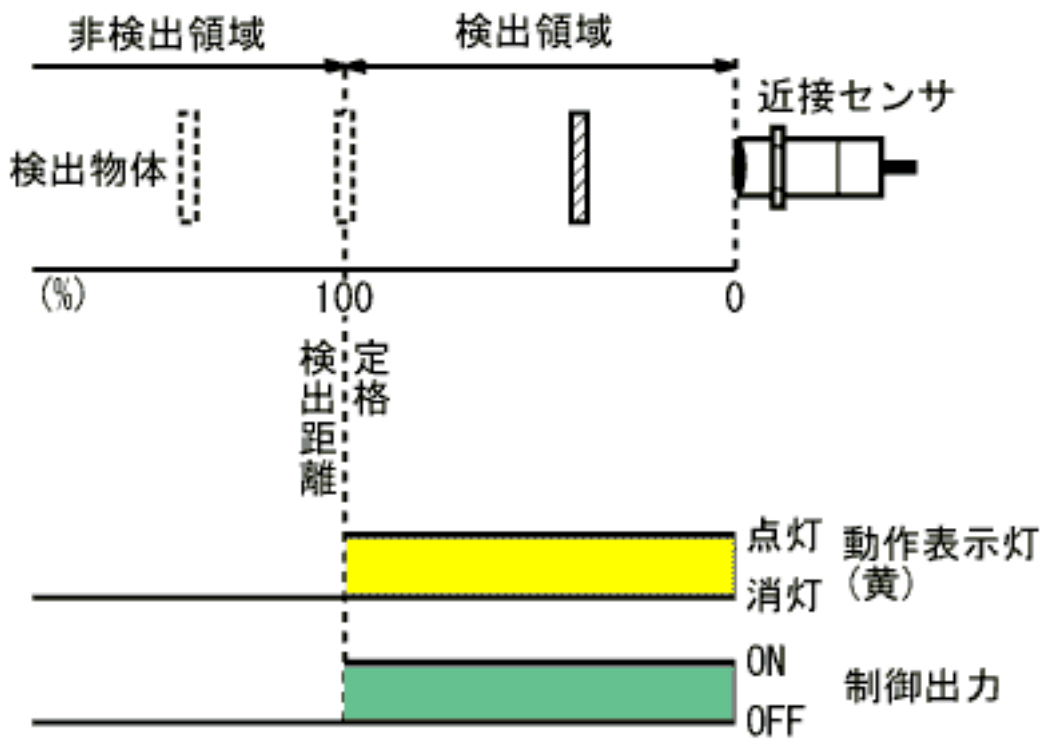 非検出領域
検出領域
近接センサ
検出物体
(%)
100
0
定格
検出距離
点灯
消灯
動作表示灯
(黄)
ON
OFF
制御出力